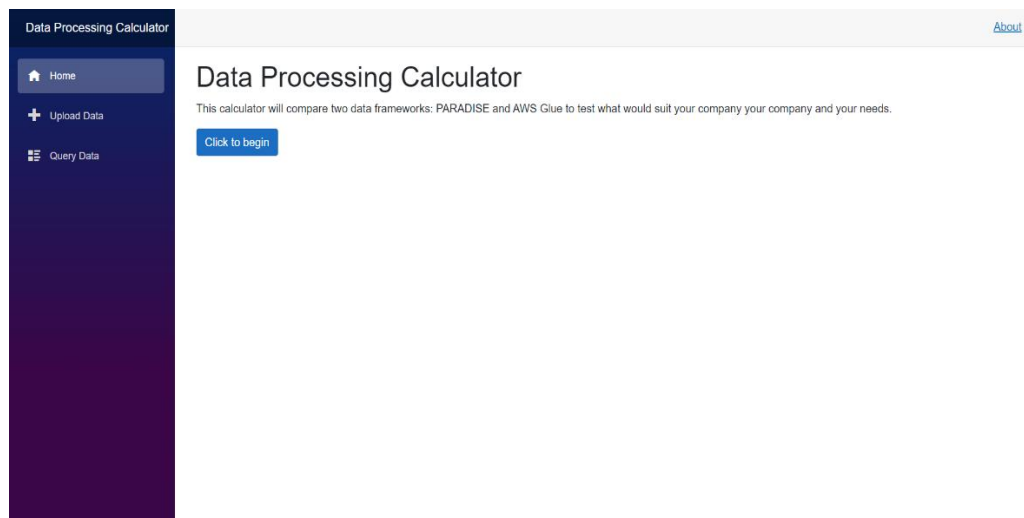 Data Processing Calculator
About
Home
Upload Data
Query Data
Data Processing Calculator
This calculator will compare two data frameworks: PARADISE and AWS Glue to test what would suit your company your company and your needs.
Click to begin